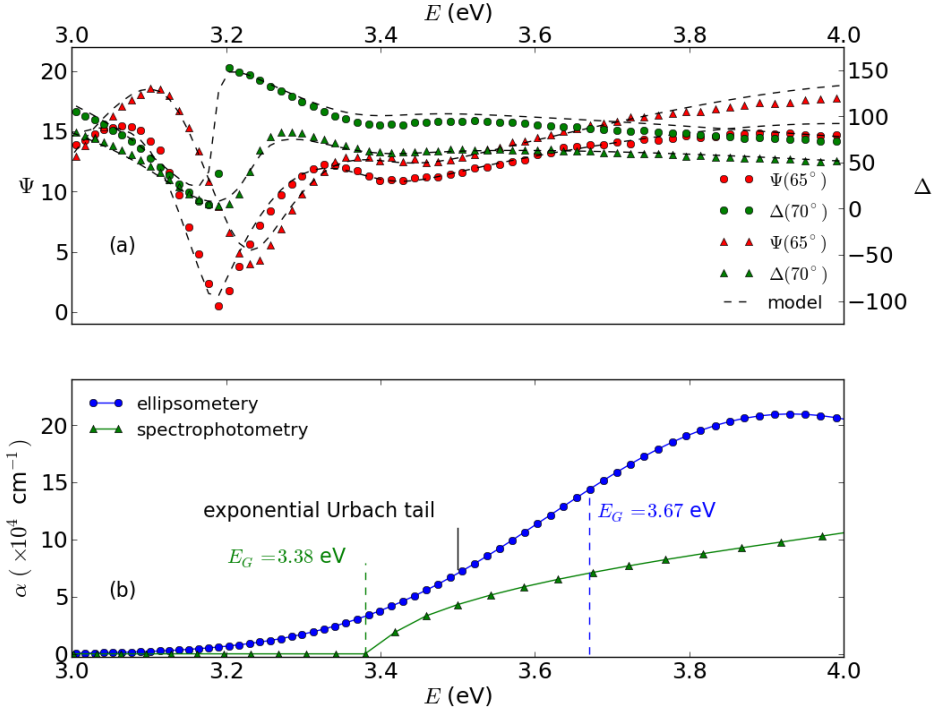 E (eV)
3.0 3.2 3.4 3.6 3.8 4.0
20
15
10
5
0
Ψ
150
100
50
0
−50
−100
Δ
(a)
Ψ(65°)
Δ(70°)
Ψ(65°)
Δ(70°)
model
ellipsometery
spectrophotometry
20
15
10
5
0
α ( ×10⁴ cm⁻¹)
exponential Urbach tail
E_G =3.67 eV
E_G =3.38 eV
(b)
3.0 3.2 3.4 3.6 3.8 4.0
E (eV)